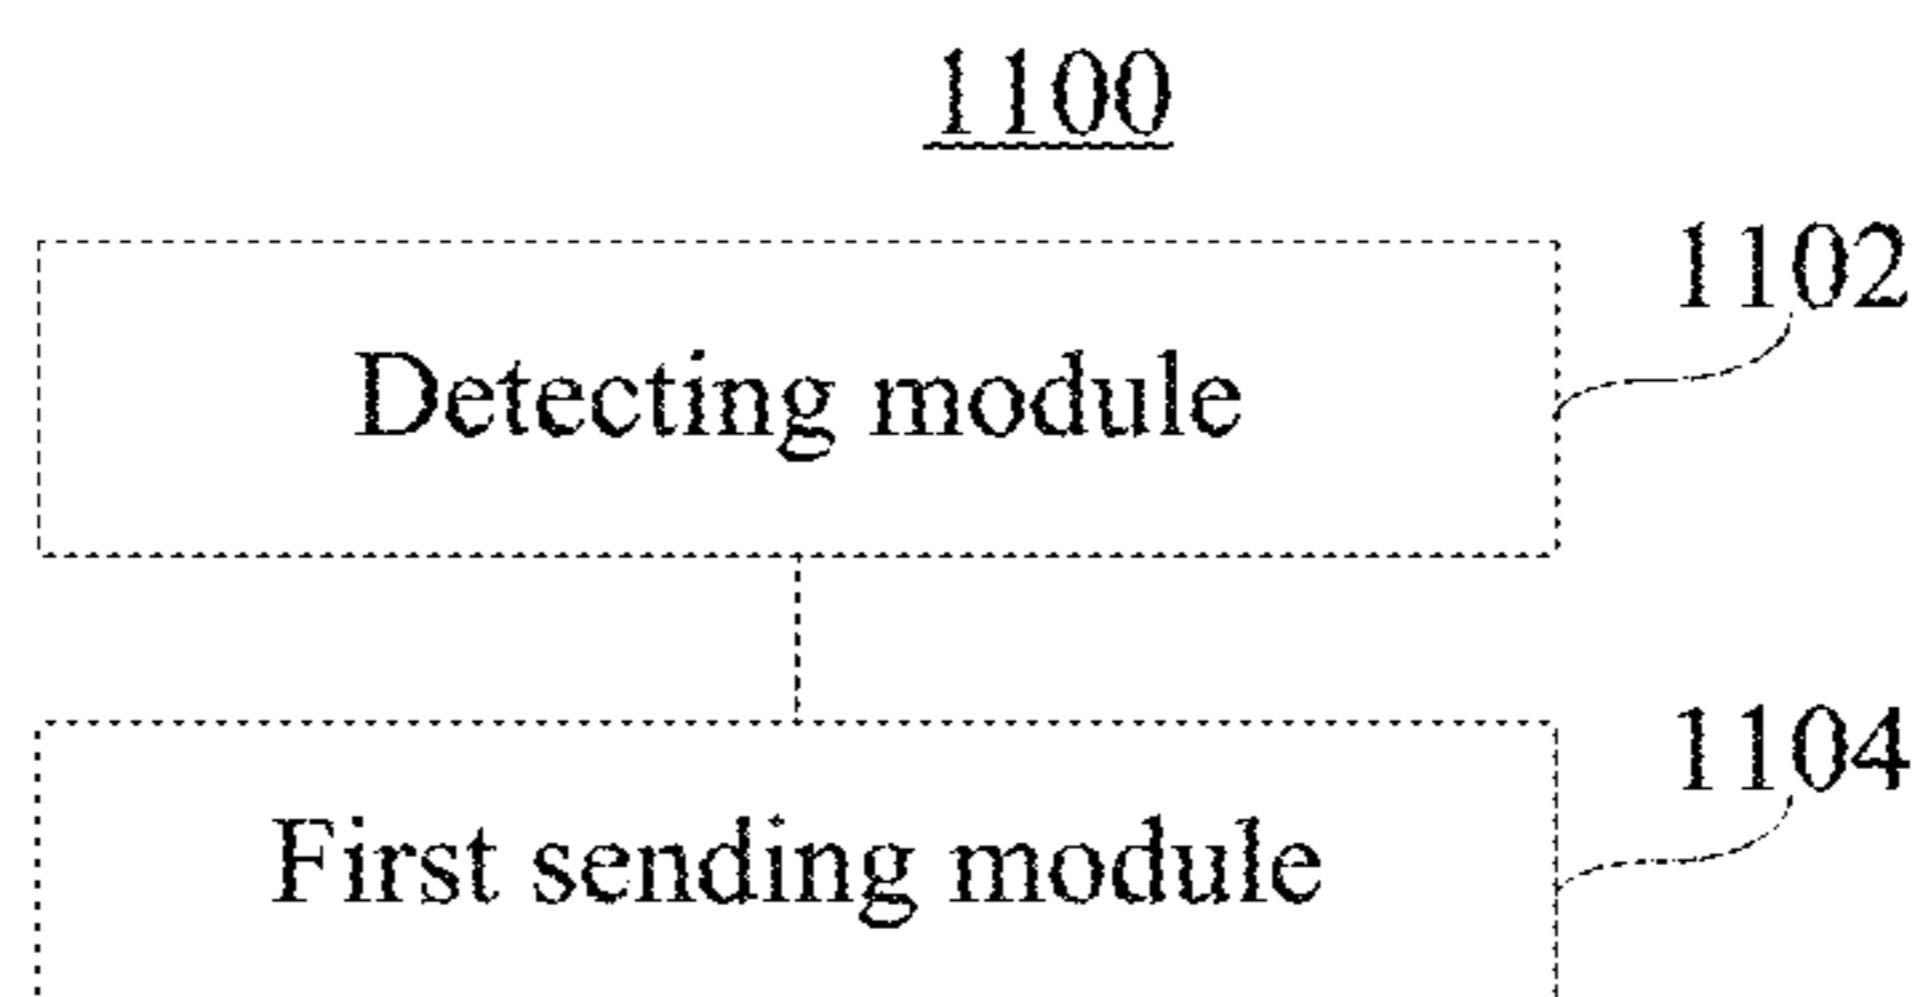 1100
1102
Detecting module
1104
First sending module